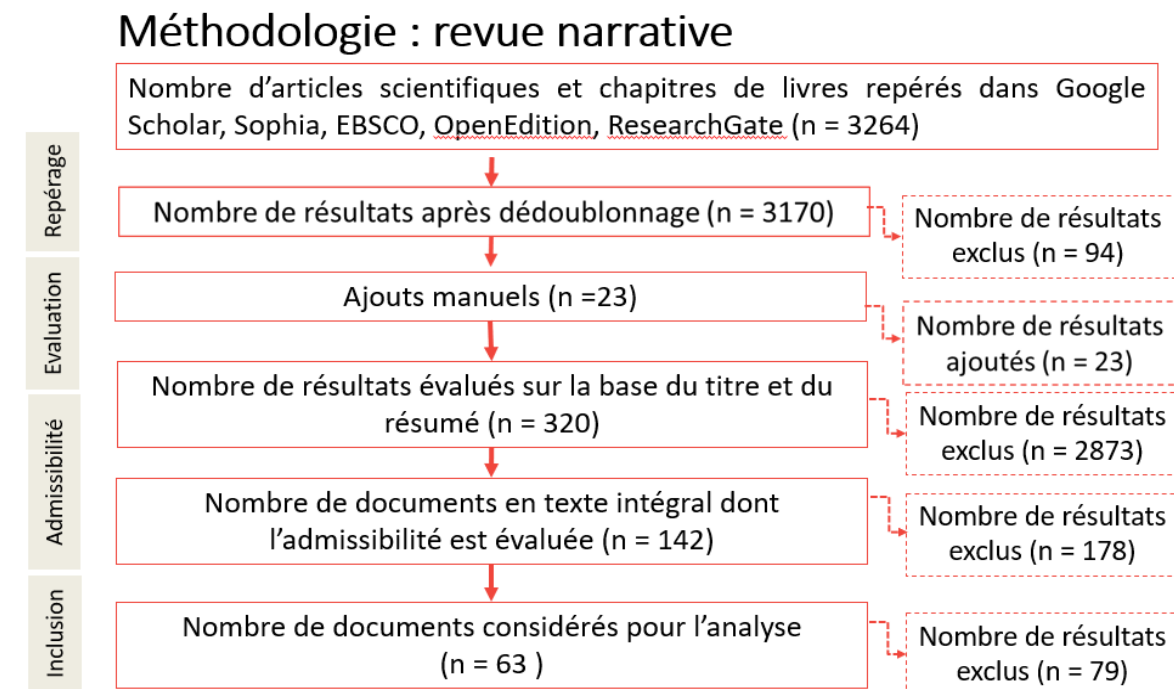 Méthodologie : revue narrative
Nombre d’articles scientifiques et chapitres de livres repérés dans Google
Scholar, Sophia, EBSCO, OpenEdition, ResearchGate (n = 3264)
Repérage
Nombre de résultats après dédoublonnage (n = 3170)
Nombre de résultats
exclus (n = 94)
Evaluation
Ajouts manuels (n =23)
Nombre de résultats
ajoutés (n = 23)
Nombre de résultats évalués sur la base du titre et du
résumé (n = 320)
Nombre de résultats
exclus (n = 2873)
Admissibilité
Nombre de documents en texte intégral dont
l’admissibilité est évaluée (n = 142)
Nombre de résultats
exclus (n = 178)
Inclusion
Nombre de documents considérés pour l’analyse
(n = 63 )
Nombre de résultats
exclus (n = 79)